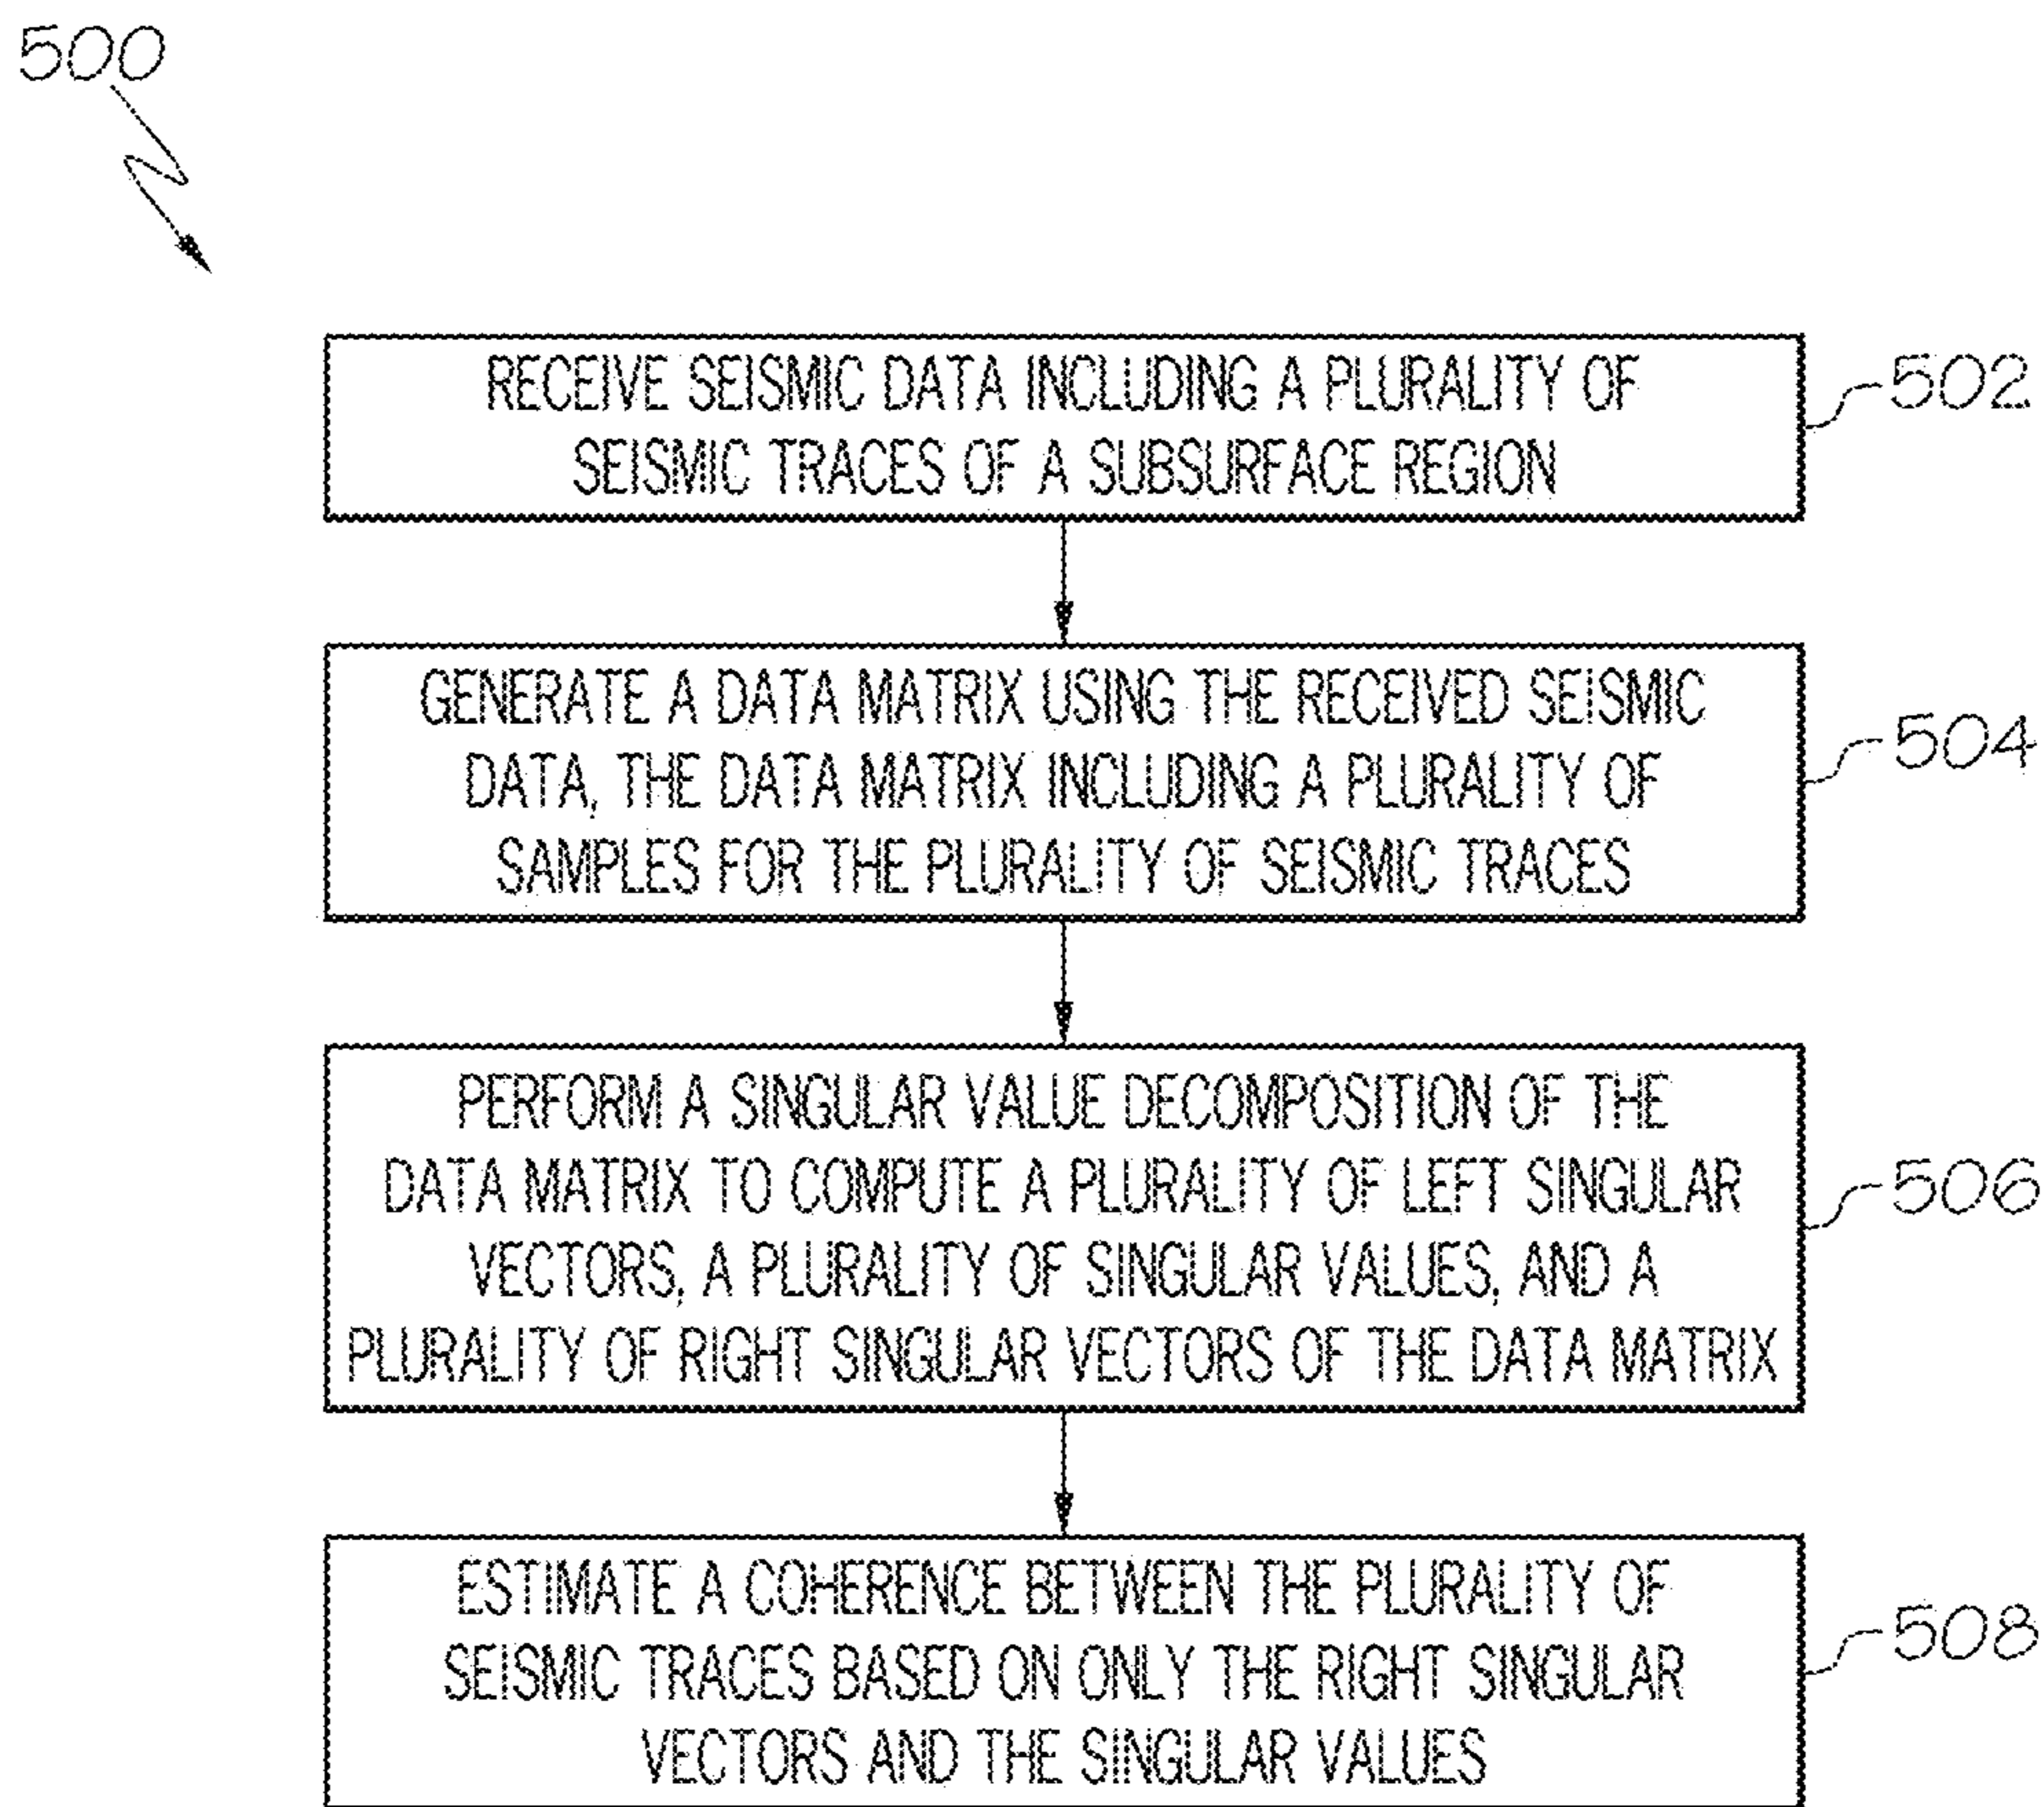 500
RECEIVE SEISMIC DATA INCLUDING A PLURALITY OF
SEISMIC TRACES OF A SUBSURFACE REGION
502
GENERATE A DATA MATRIX USING THE RECEIVED SEISMIC
DATA, THE DATA MATRIX INCLUDING A PLURALITY OF
SAMPLES FOR THE PLURALITY OF SEISMIC TRACES
504
PERFORM A SINGULAR VALUE DECOMPOSITION OF THE
DATA MATRIX TO COMPUTE A PLURALITY OF LEFT SINGULAR
VECTORS, A PLURALITY OF SINGULAR VALUES, AND A
PLURALITY OF RIGHT SINGULAR VECTORS OF THE DATA MATRIX
506
ESTIMATE A COHERENCE BETWEEN THE PLURALITY OF
SEISMIC TRACES BASED ON ONLY THE RIGHT SINGULAR
VECTORS AND THE SINGULAR VALUES
508